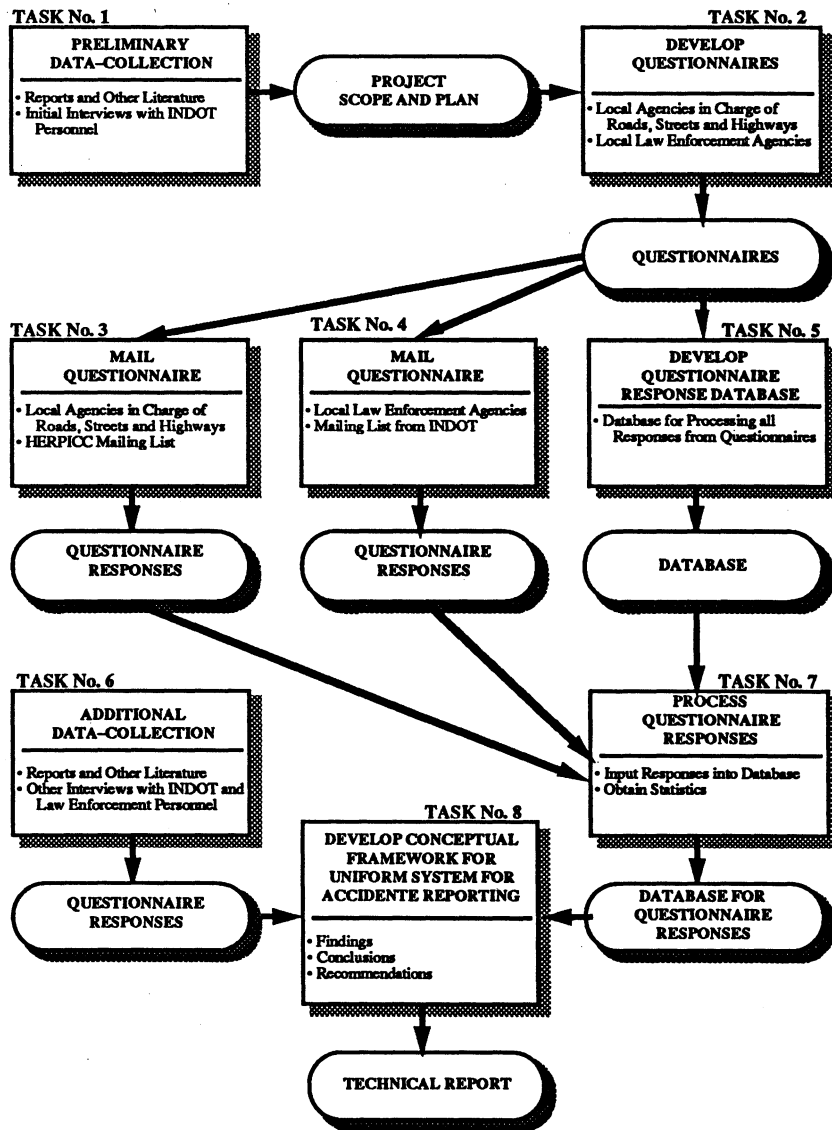 TASK No. 1
PRELIMINARY
DATA-COLLECTION
• Reports and Other Literature
• Initial Interviews with INDOT
Personnel
PROJECT
SCOPE AND PLAN
TASK No. 2
DEVELOP
QUESTIONNAIRES
• Local Agencies in Charge of
Roads, Streets and Highways
• Local Law Enforcement Agencies
QUESTIONNAIRES
TASK No. 3
MAIL
QUESTIONNAIRE
• Local Agencies in Charge of
Roads, Streets and Highways
• HERPICC Mailing List
TASK No. 4
MAIL
QUESTIONNAIRE
• Local Law Enforcement Agencies
• Mailing List from INDOT
TASK No. 5
DEVELOP
QUESTIONNAIRE
RESPONSE DATABASE
• Database for Processing all
Responses from Questionnaires
QUESTIONNAIRE
RESPONSES
QUESTIONNAIRE
RESPONSES
DATABASE
TASK No. 6
ADDITIONAL
DATA-COLLECTION
• Reports and Other Literature
• Other Interviews with INDOT and
Law Enforcement Personnel
TASK No. 7
PROCESS
QUESTIONNAIRE
RESPONSES
• Input Responses into Database
• Obtain Statistics
QUESTIONNAIRE
RESPONSES
TASK No. 8
DEVELOP CONCEPTUAL
FRAMEWORK FOR
UNIFORM SYSTEM FOR
ACCIDENTE REPORTING
• Findings
• Conclusions
• Recommendations
DATABASE FOR
QUESTIONNAIRE
RESPONSES
TECHNICAL REPORT